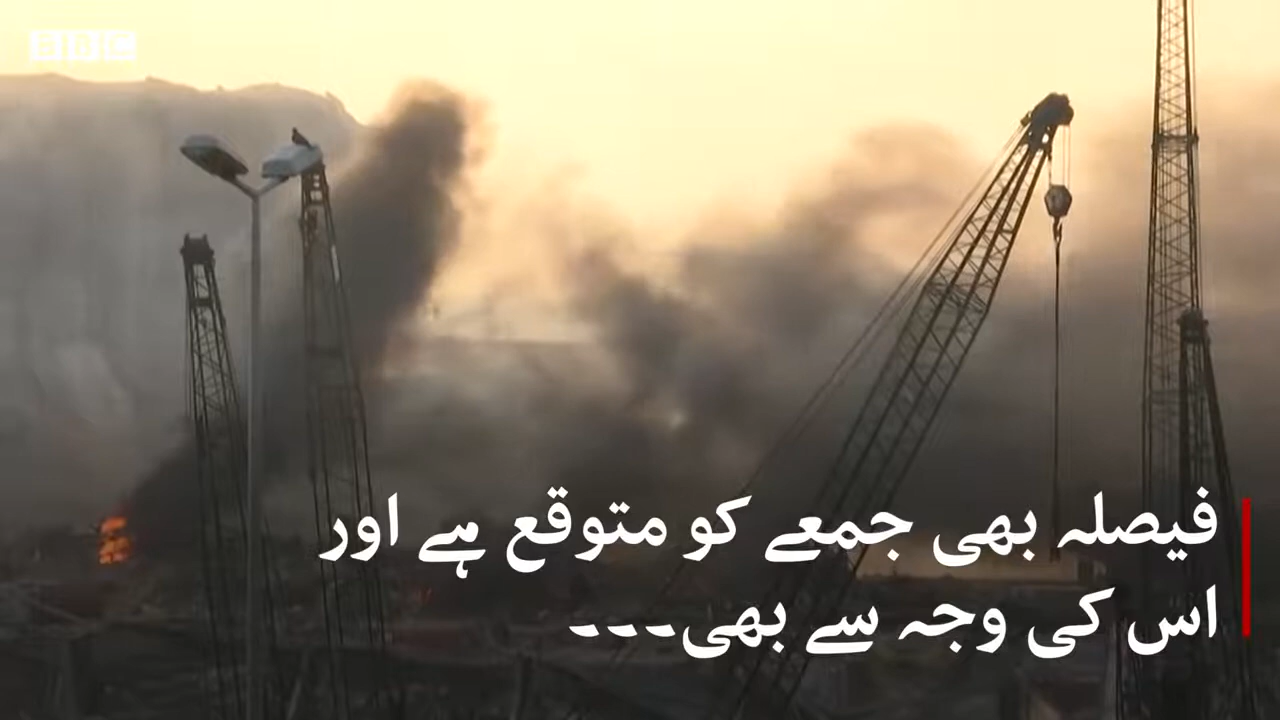 BBC
فیصلہ بھی جمعے کو متوقع ہے اور
اس کی وجہ سے بھی۔۔۔